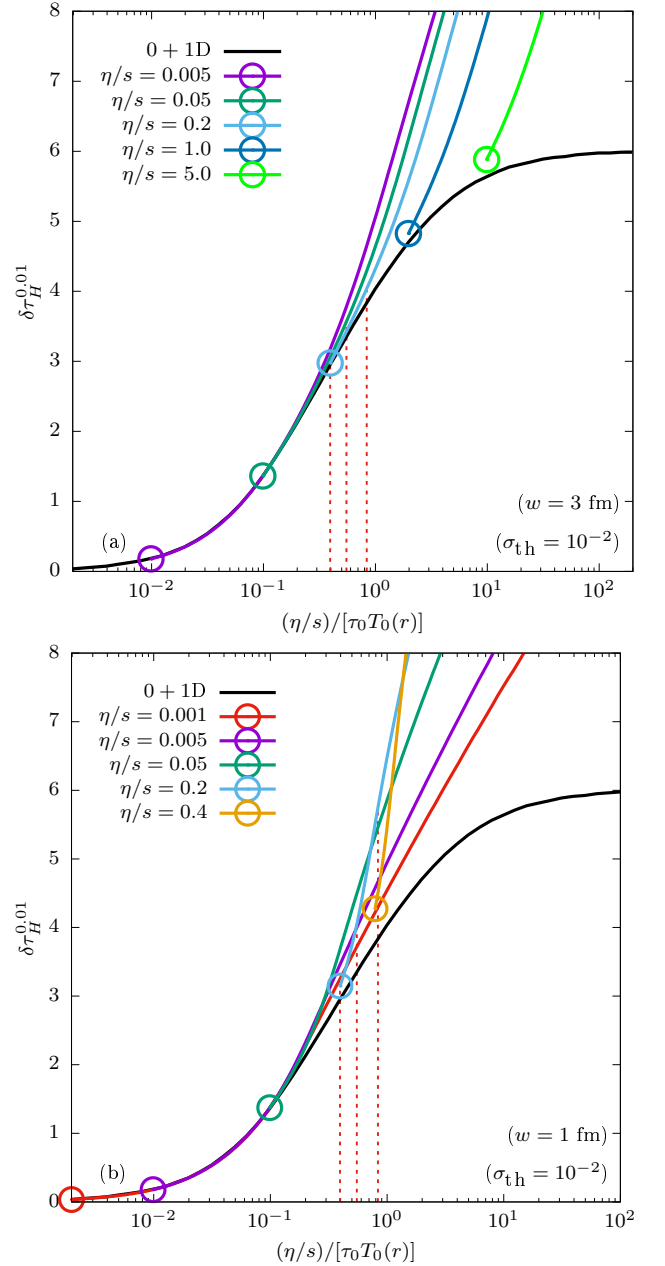 8
7
6
5
4
3
2
1
0
δτ_H^{0.01}
0 + 1D
η/s = 0.005
η/s = 0.05
η/s = 0.2
η/s = 1.0
η/s = 5.0
(w = 3 fm)
(a)
(σ_th = 10^{-2})
10^{-2} 10^{-1} 10^0 10^1 10^2
(η/s)/[τ_0T_0(r)]
8
7
6
5
4
3
2
1
0
δτ_H^{0.01}
0 + 1D
η/s = 0.001
η/s = 0.005
η/s = 0.05
η/s = 0.2
η/s = 0.4
(w = 1 fm)
(b)
(σ_th = 10^{-2})
10^{-2} 10^{-1} 10^0 10^1 10^2
(η/s)/[τ_0T_0(r)]